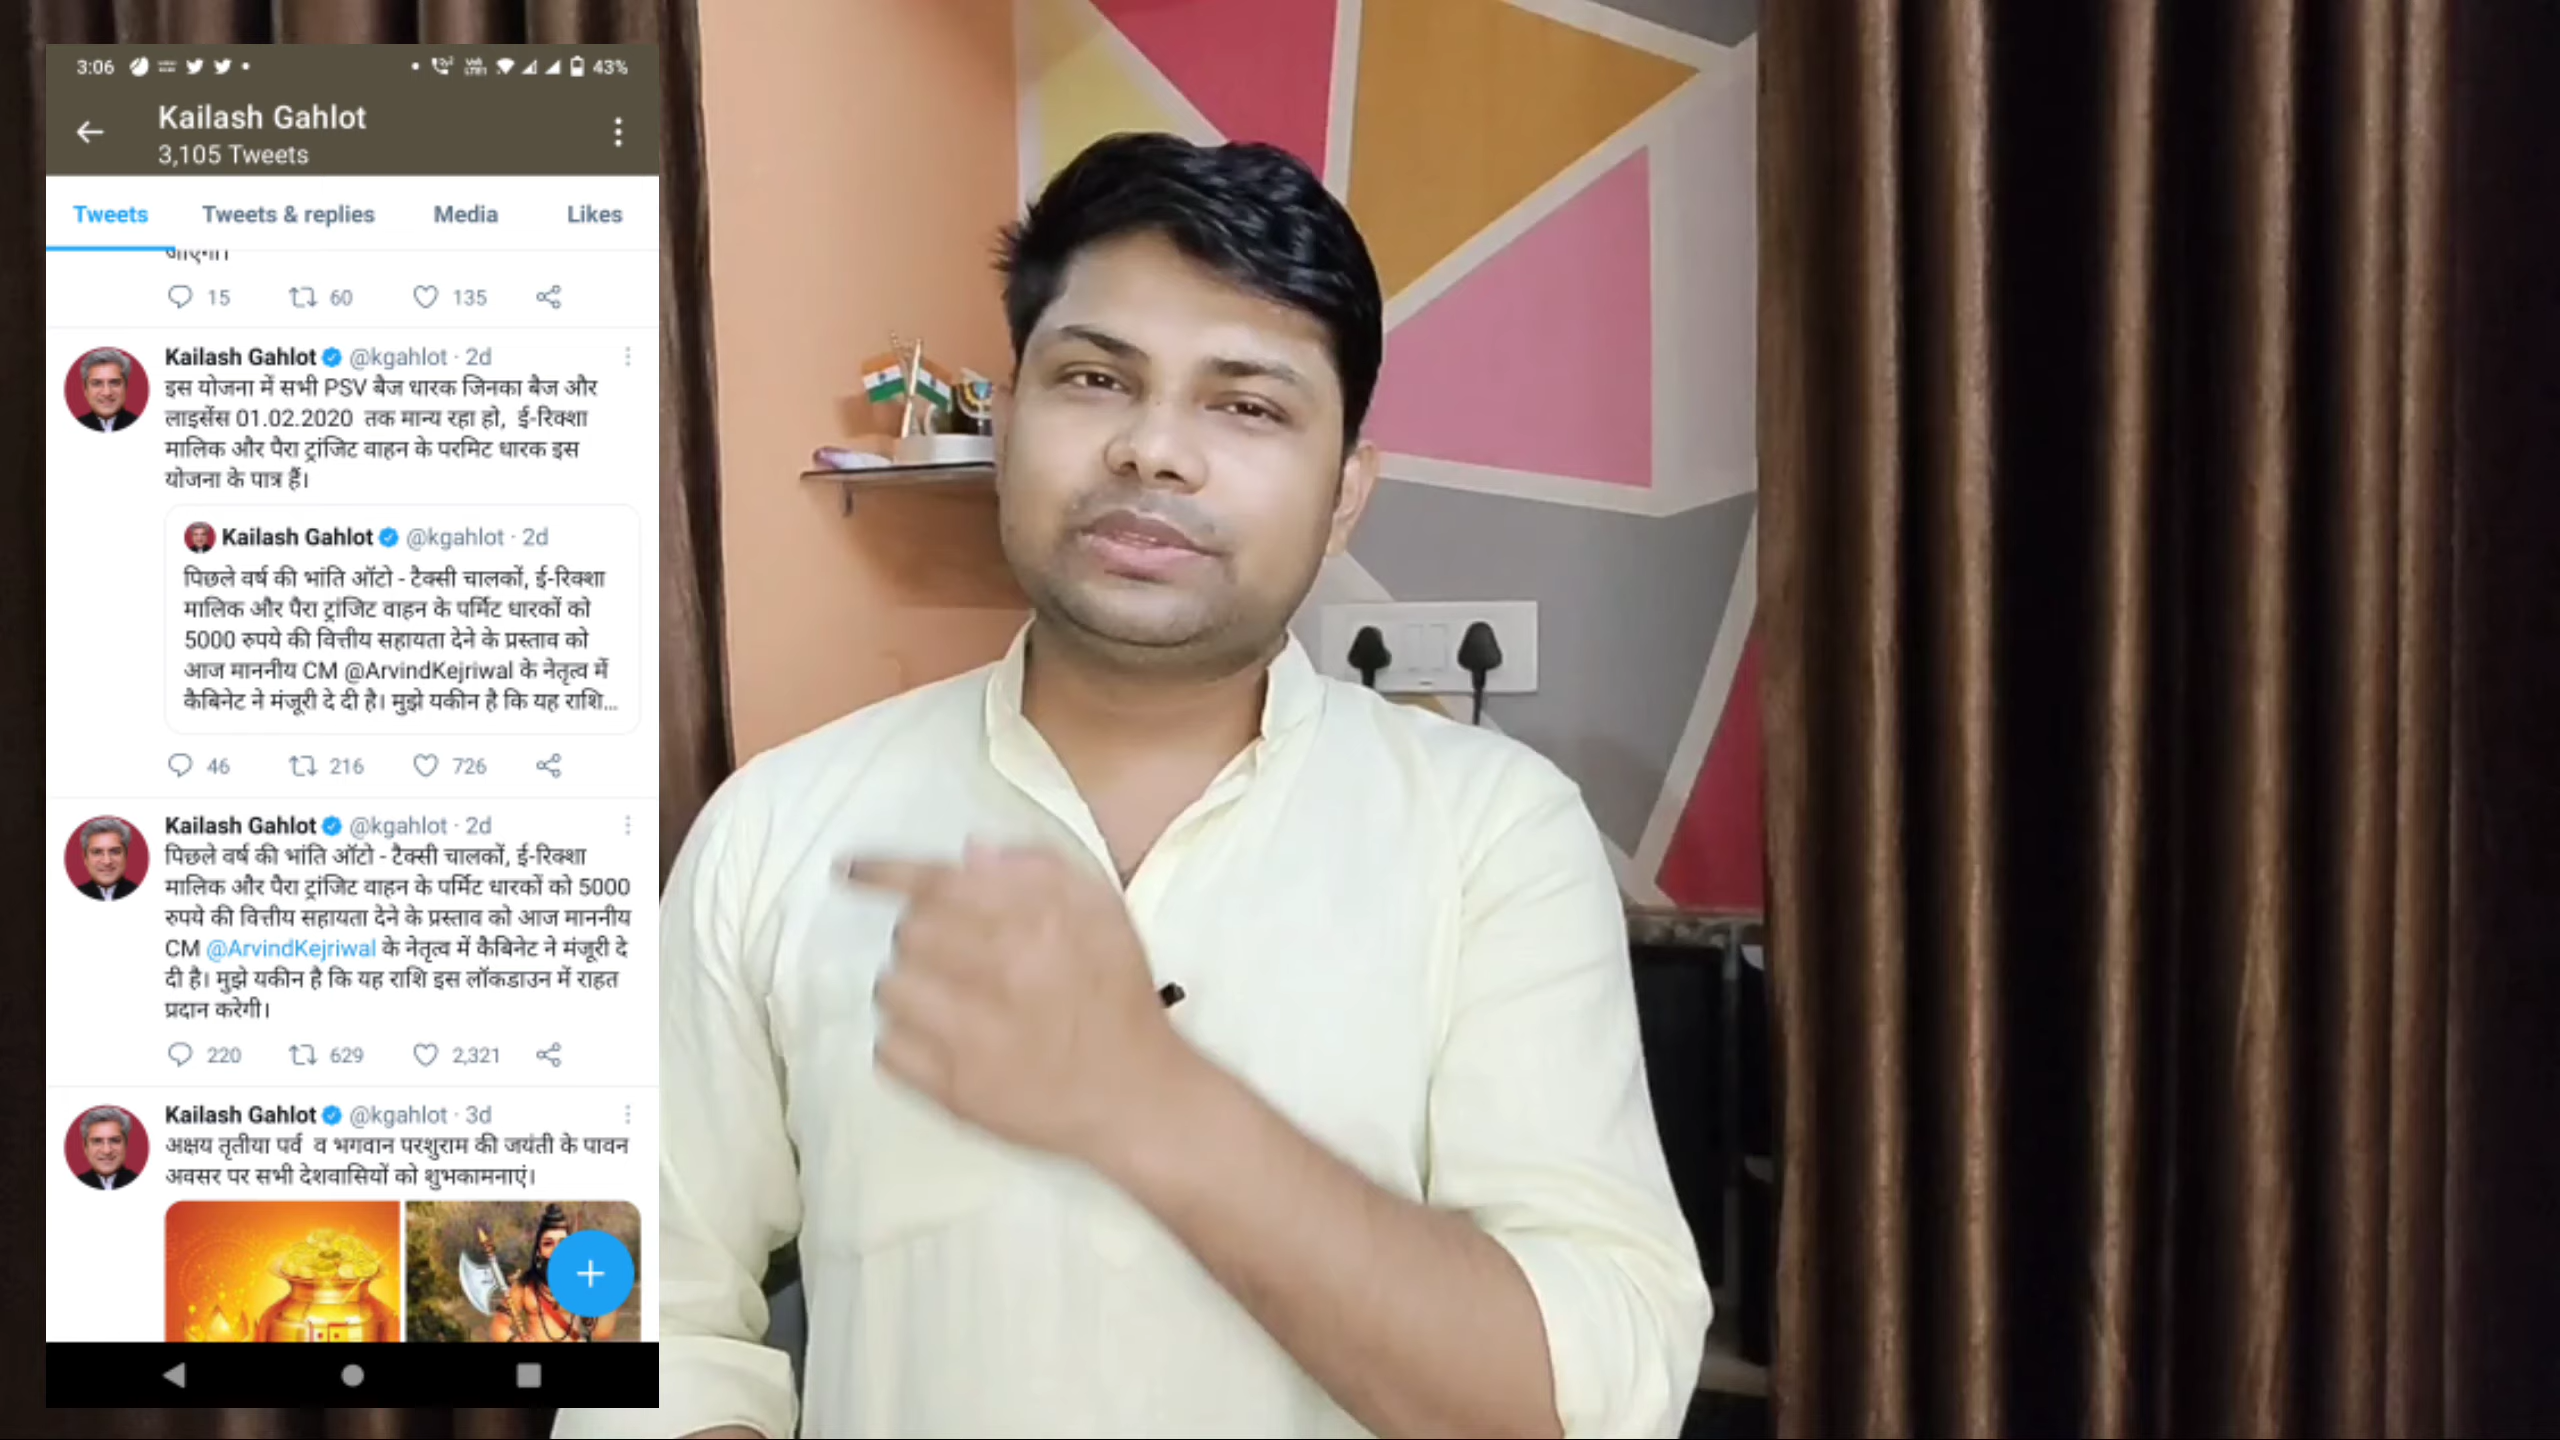 3:06
43%
Kailash Gahlot
3,105 Tweets
Tweets Tweets & replies Media Likes
जाएगी।
15 60 135
Kailash Gahlot @kgahlot · 2d
इस योजना में सभी PSV बैज धारक जिनका बैज और
लाइसेंस 01.02.2020 तक मान्य रहा हो, ई-रिक्शा
मालिक और पैरा ट्रांजिट वाहन के परमिट धारक इस
योजना के पात्र हैं।
Kailash Gahlot @kgahlot · 2d
पिछले वर्ष की भांति ऑटो - टैक्सी चालकों, ई-रिक्शा
मालिक और पैरा ट्रांजिट वाहन के पर्मिट धारकों को
5000 रुपये की वित्तीय सहायता देने के प्रस्ताव को
आज माननीय CM @ArvindKejriwal के नेतृत्व में
कैबिनेट ने मंजूरी दे दी है। मुझे यकीन है कि यह राशि...
46 216 726
Kailash Gahlot @kgahlot · 2d
पिछले वर्ष की भांति ऑटो - टैक्सी चालकों, ई-रिक्शा
मालिक और पैरा ट्रांजिट वाहन के पर्मिट धारकों को 5000
रुपये की वित्तीय सहायता देने के प्रस्ताव को आज माननीय
CM @ArvindKejriwal के नेतृत्व में कैबिनेट ने मंजूरी दे
दी है। मुझे यकीन है कि यह राशि इस लॉकडाउन में राहत
प्रदान करेगी।
220 629 2,321
Kailash Gahlot @kgahlot · 3d
अक्षय तृतीया पर्व व भगवान परशुराम की जयंती के पावन
अवसर पर सभी देशवासियों को शुभकामनाएं।